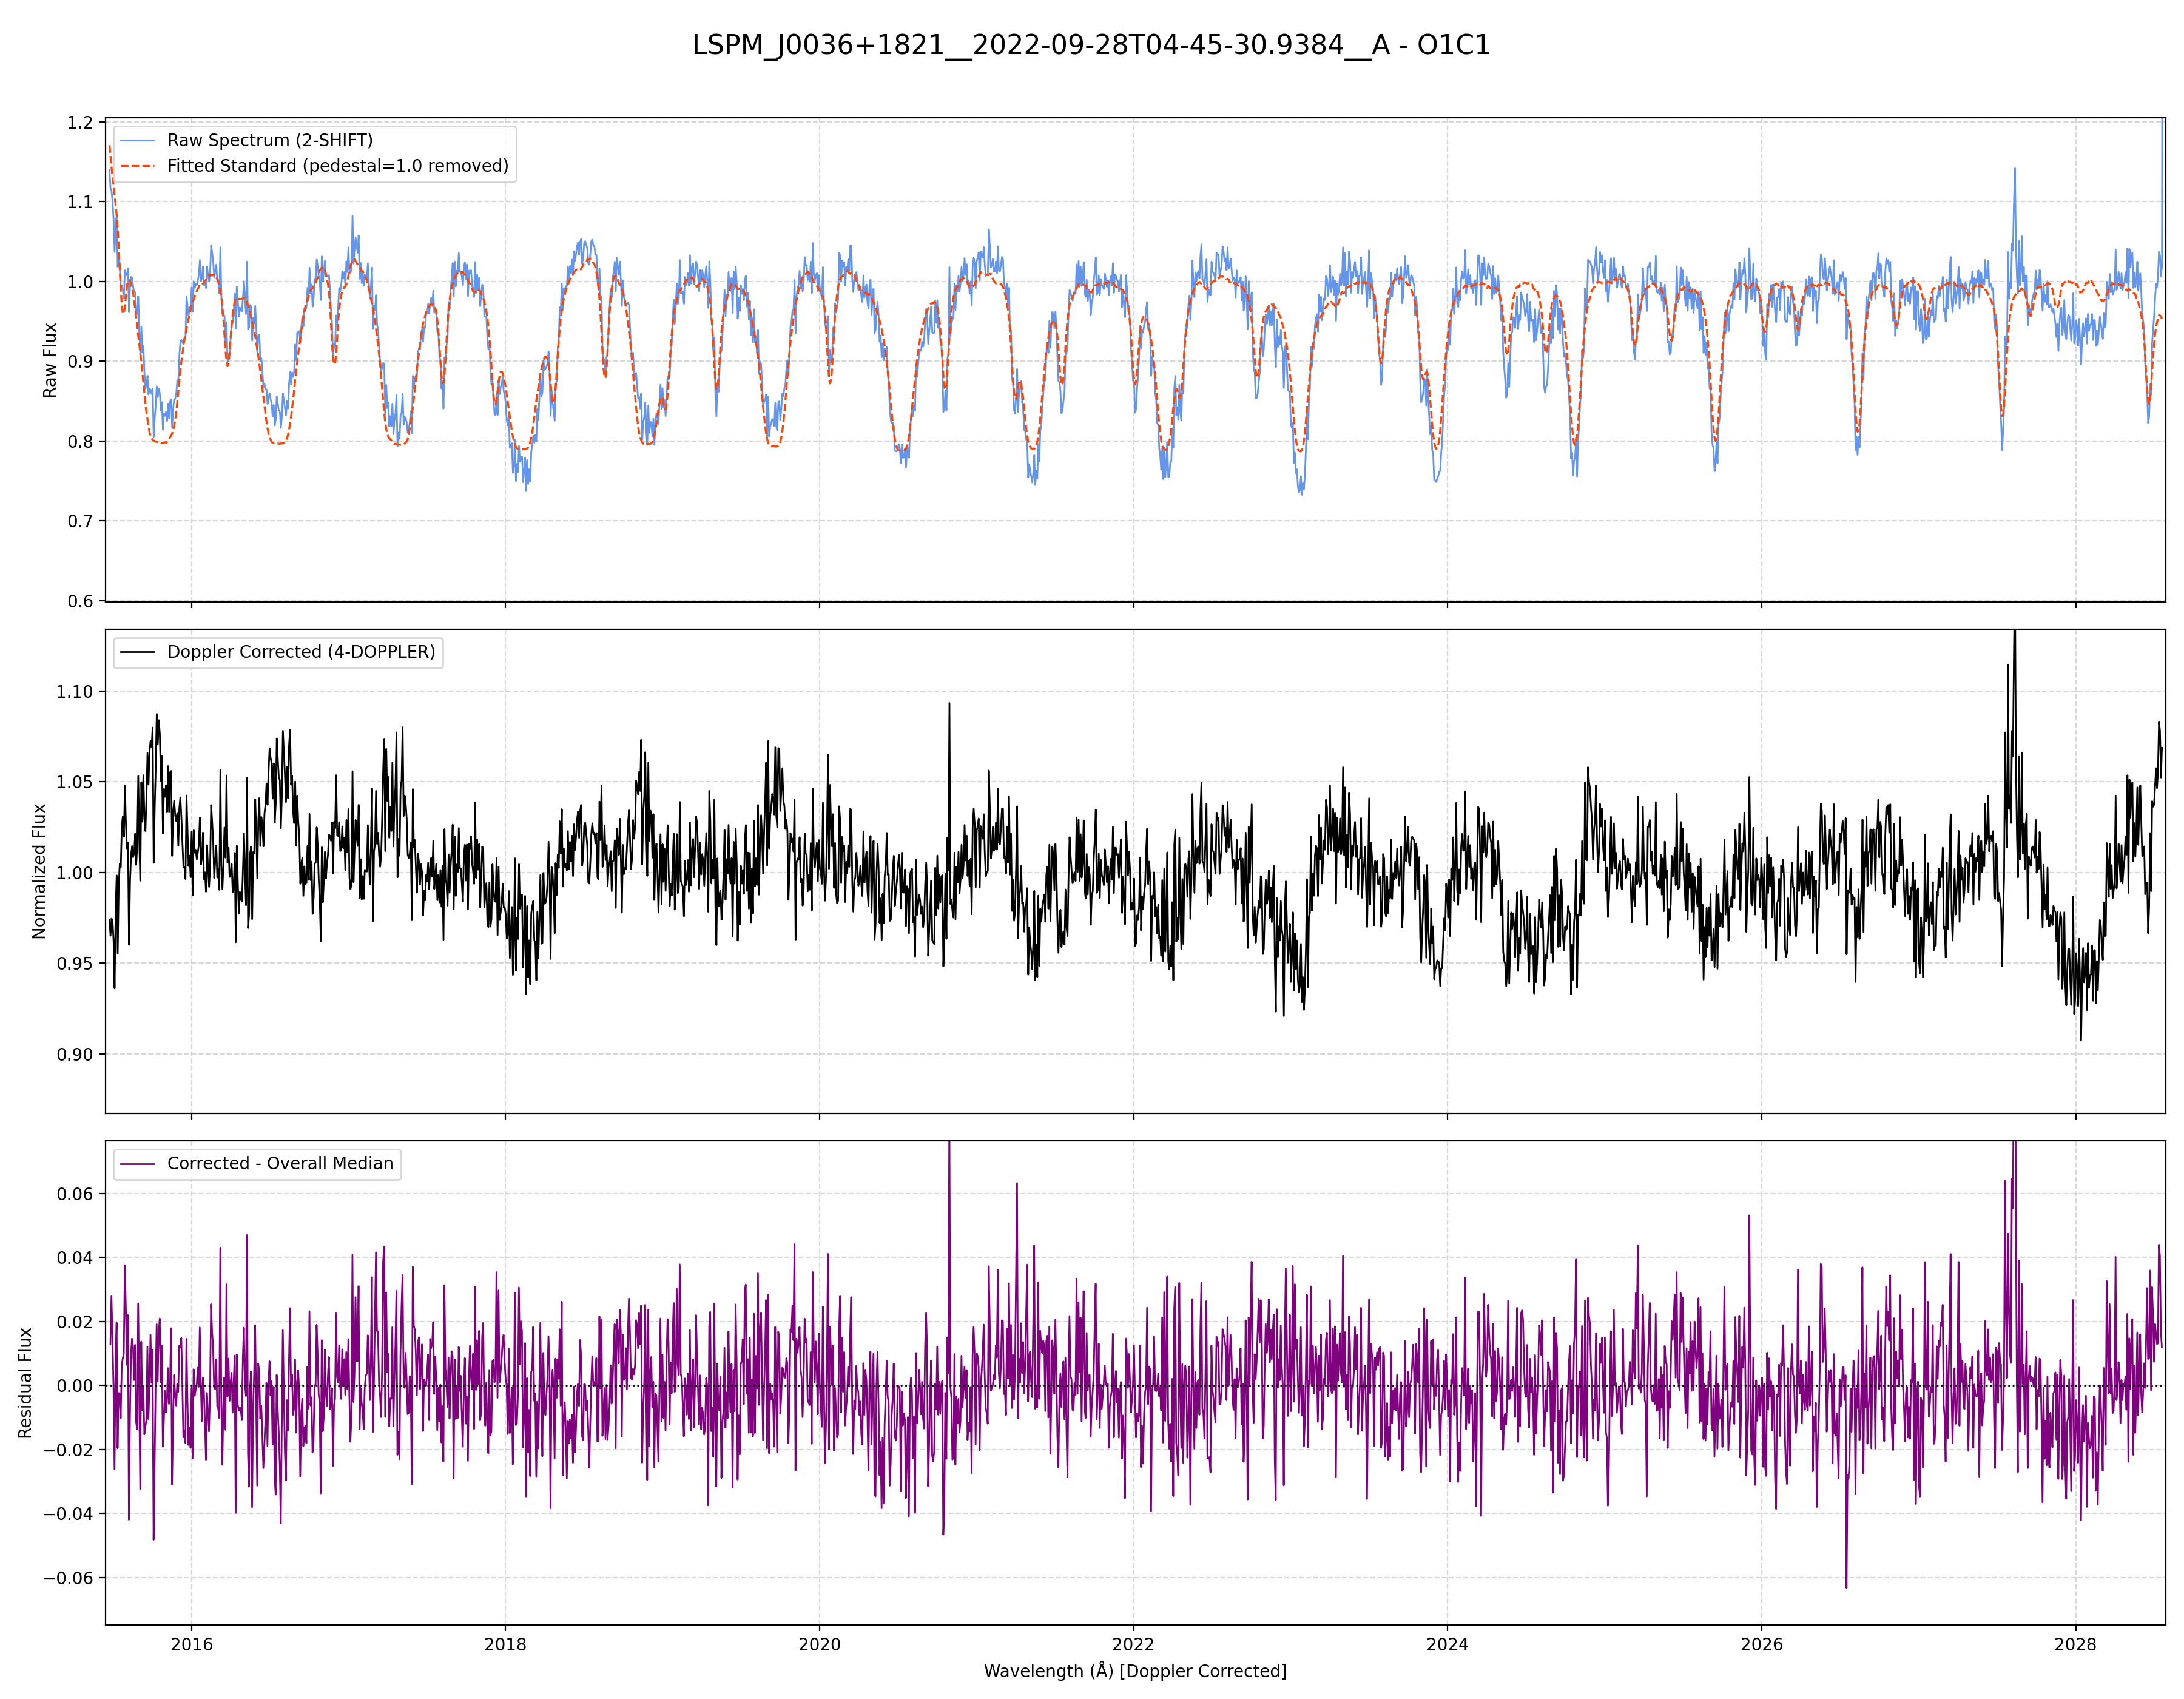 LSPM_J0036+1821__2022-09-28T04-45-30.9384__A - O1C1
1.2
1.1
1.0
0.9
0.8
0.7
0.6
Raw Flux
Raw Spectrum (2-SHIFT)
Fitted Standard (pedestal=1.0 removed)
1.10
1.05
1.00
0.95
0.90
Normalized Flux
Doppler Corrected (4-DOPPLER)
0.06
0.04
0.02
0.00
−0.02
−0.04
−0.06
Residual Flux
Corrected - Overall Median
2016 2018 2020 2022 2024 2026 2028
Wavelength (Å) [Doppler Corrected]